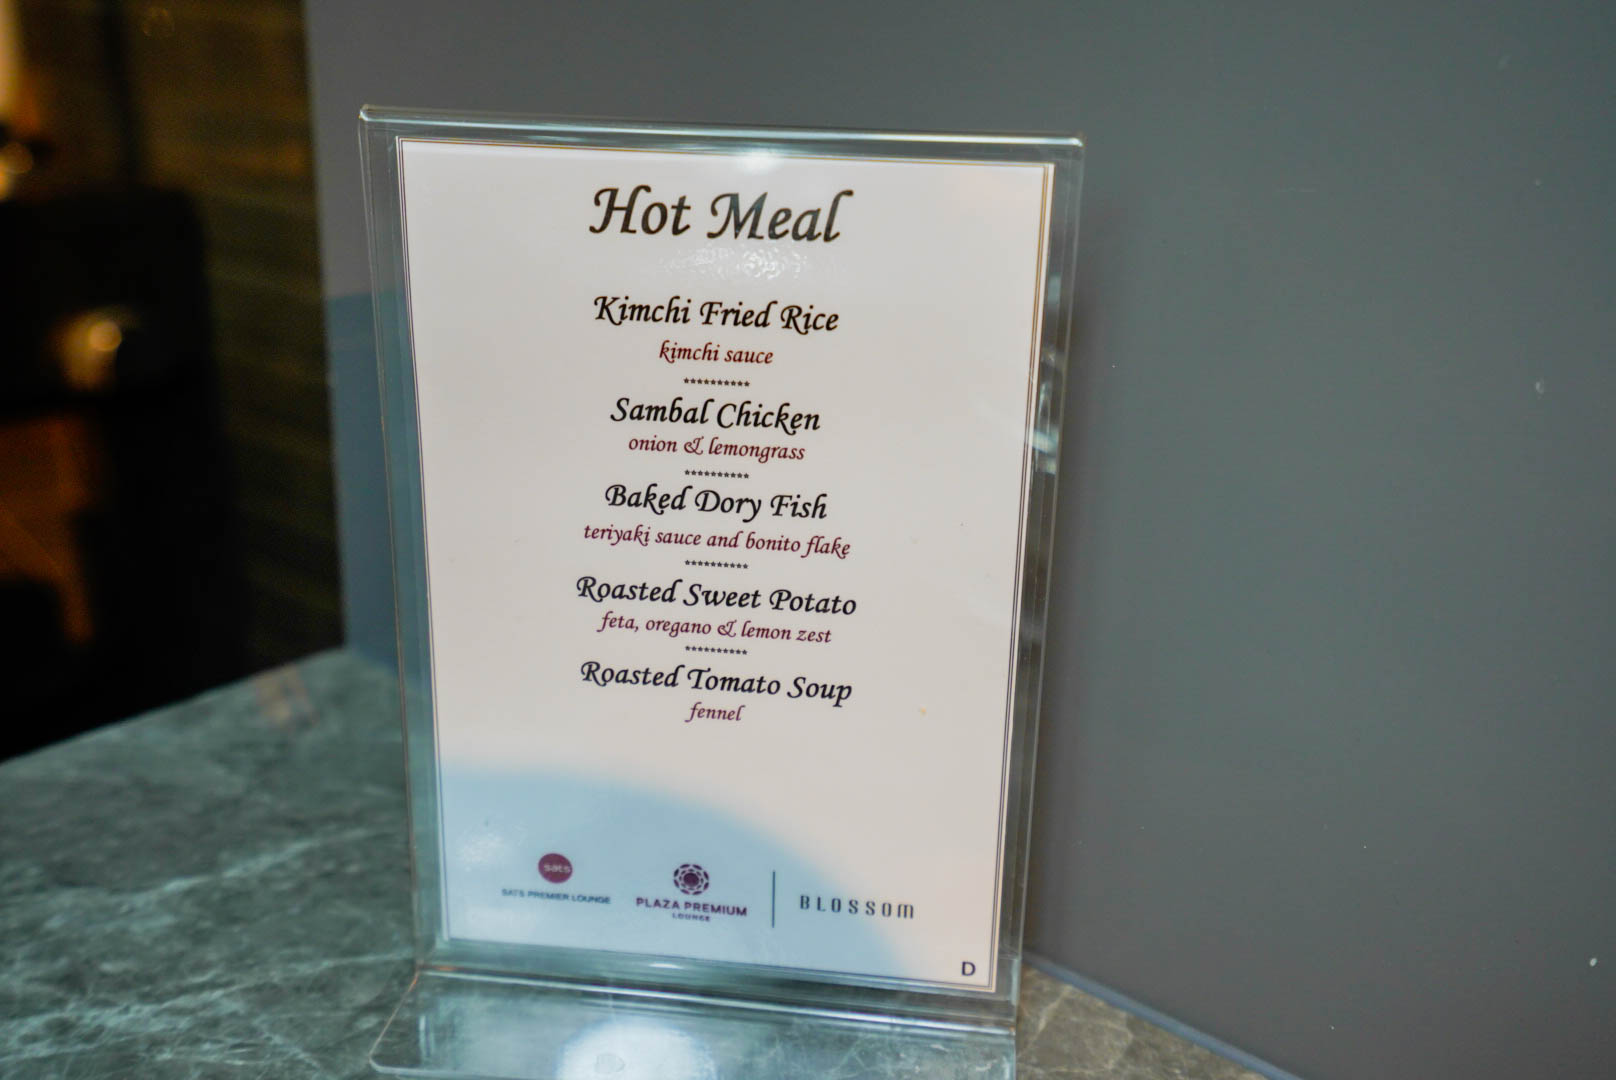 Hot Meal
Kimchi Fried Rice
kimchi sauce
**********
Sambal Chicken
onion & lemongrass
**********
Baked Dory Fish
teriyaki sauce and bonito flake
**********
Roasted Sweet Potato
feta, oregano & lemon zest
**********
Roasted Tomato Soup
fennel
sats
SATS PREMIER LOUNGE
PLAZA PREMIUM
LOUNGE
BLOSSOM
D